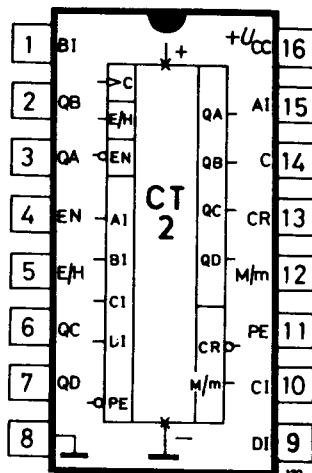 1 BI + +UCC 16
>C
2 QB E/H QA AI 15
3 QA EN QB C 14
CT
2
4 EN AI QC CR 13
5 E/H BI QD M/m 12
CI
6 QC CR PE 11
7 QD M/m CI 10
PE
8 − DI 9